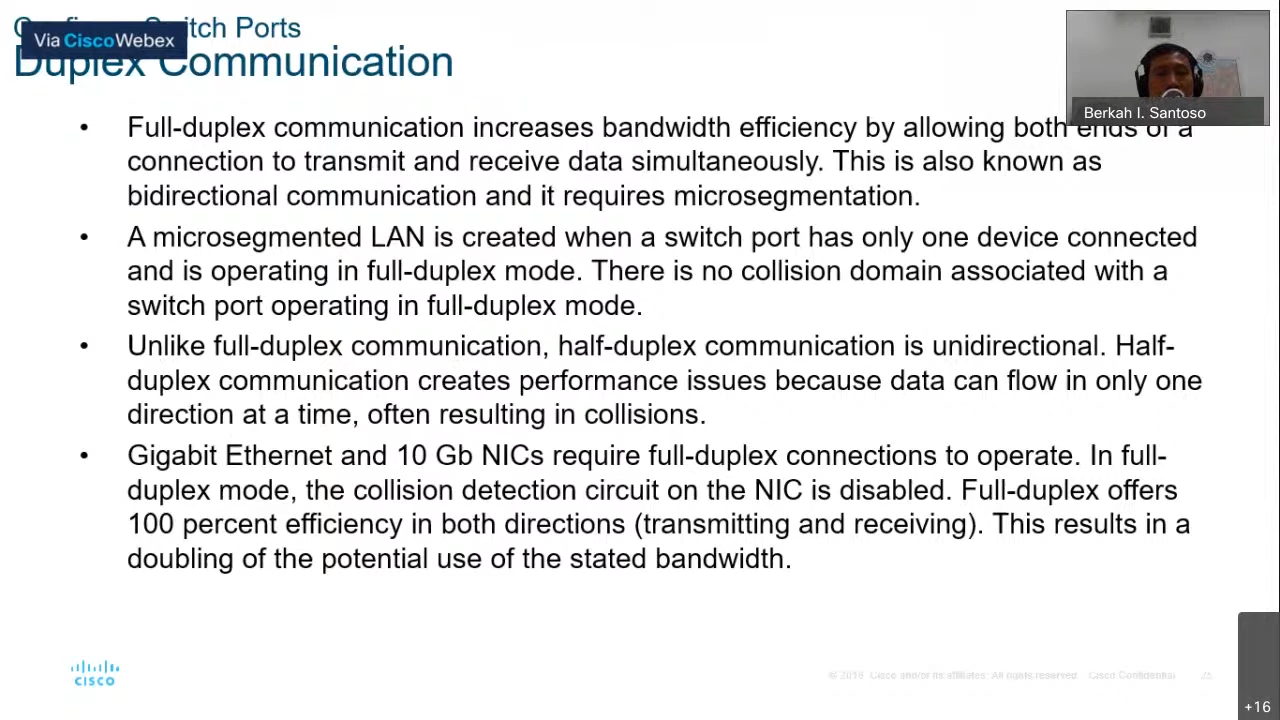 Switch Ports
Via Cisco Webex
Duplex Communication
Berkah I. Santoso
• Full-duplex communication increases bandwidth efficiency by allowing both ends of a
connection to transmit and receive data simultaneously. This is also known as
bidirectional communication and it requires microsegmentation.
• A microsegmented LAN is created when a switch port has only one device connected
and is operating in full-duplex mode. There is no collision domain associated with a
switch port operating in full-duplex mode.
• Unlike full-duplex communication, half-duplex communication is unidirectional. Half-
duplex communication creates performance issues because data can flow in only one
direction at a time, often resulting in collisions.
• Gigabit Ethernet and 10 Gb NICs require full-duplex connections to operate. In full-
duplex mode, the collision detection circuit on the NIC is disabled. Full-duplex offers
100 percent efficiency in both directions (transmitting and receiving). This results in a
doubling of the potential use of the stated bandwidth.
CISCO
Cisco and/or its affiliates. All rights reserved. Cisco Confidential
+16